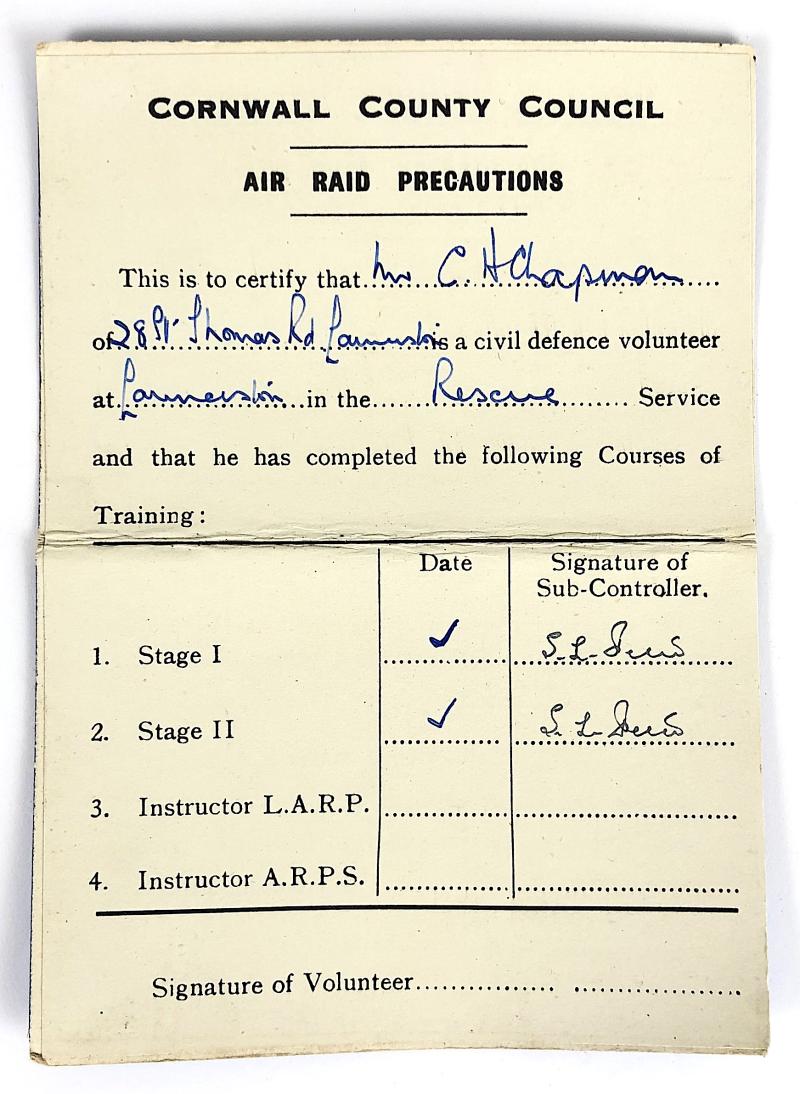 CORNWALL COUNTY COUNCIL
AIR RAID PRECAUTIONS
This is to certify that Mr C. H Chapman
of 28 St Thomas Rd Launceston is a civil defence volunteer
at Launceston in the Rescue Service
and that he has completed the following Courses of
Training:
Date Signature of
Sub-Controller.
1. Stage I ✓ S. L.
2. Stage II ✓ S. L.
3. Instructor L.A.R.P.
4. Instructor A.R.P.S.
Signature of Volunteer